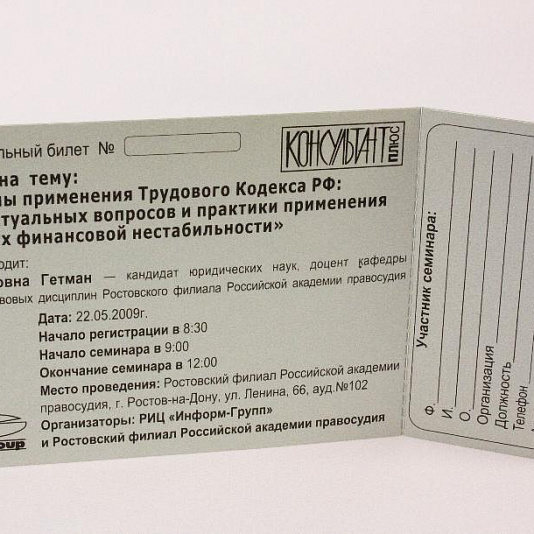 льный билет №
КОНСУЛЬТАНТ ПЛЮС
на тему:
ы применения Трудового Кодекса РФ:
туальных вопросов и практики применения
х финансовой нестабильности»
одит:
овна Гетман — кандидат юридических наук, доцент кафедры
вовых дисциплин Ростовского филиала Российской академии правосудия
Дата: 22.05.2009г.
Начало регистрации в 8:30
Начало семинара в 9:00
Окончание семинара в 12:00
Место проведения: Ростовский филиал Российской академии
правосудия, г. Ростов-на-Дону, ул. Ленина, 66, ауд.№102
Организаторы: РИЦ «Информ-Групп»
и Ростовский филиал Российской академии правосудия
oup
Участник семинара:
Ф.
И.
О.
Организация
Должность
Телефон